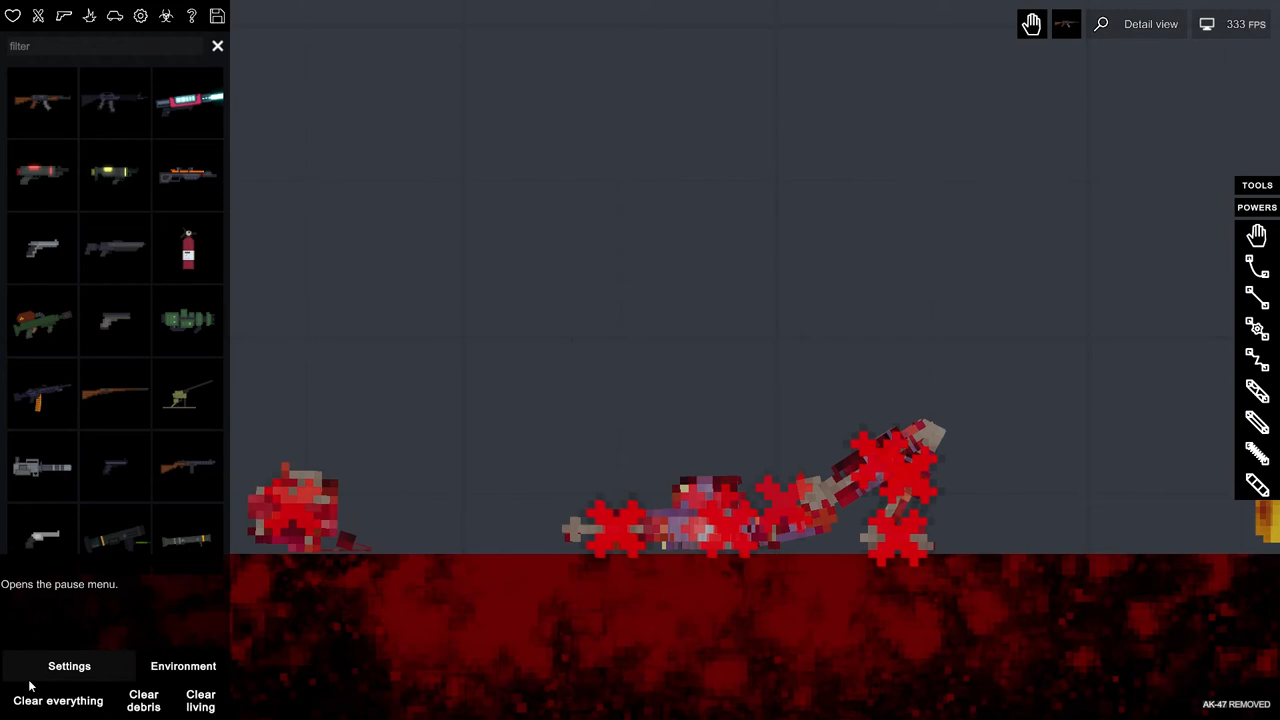 filter
Detail view
333 FPS
TOOLS
POWERS
Opens the pause menu.
Settings
Environment
Clear everything
Clear
debris
Clear
living
AK-47 REMOVED